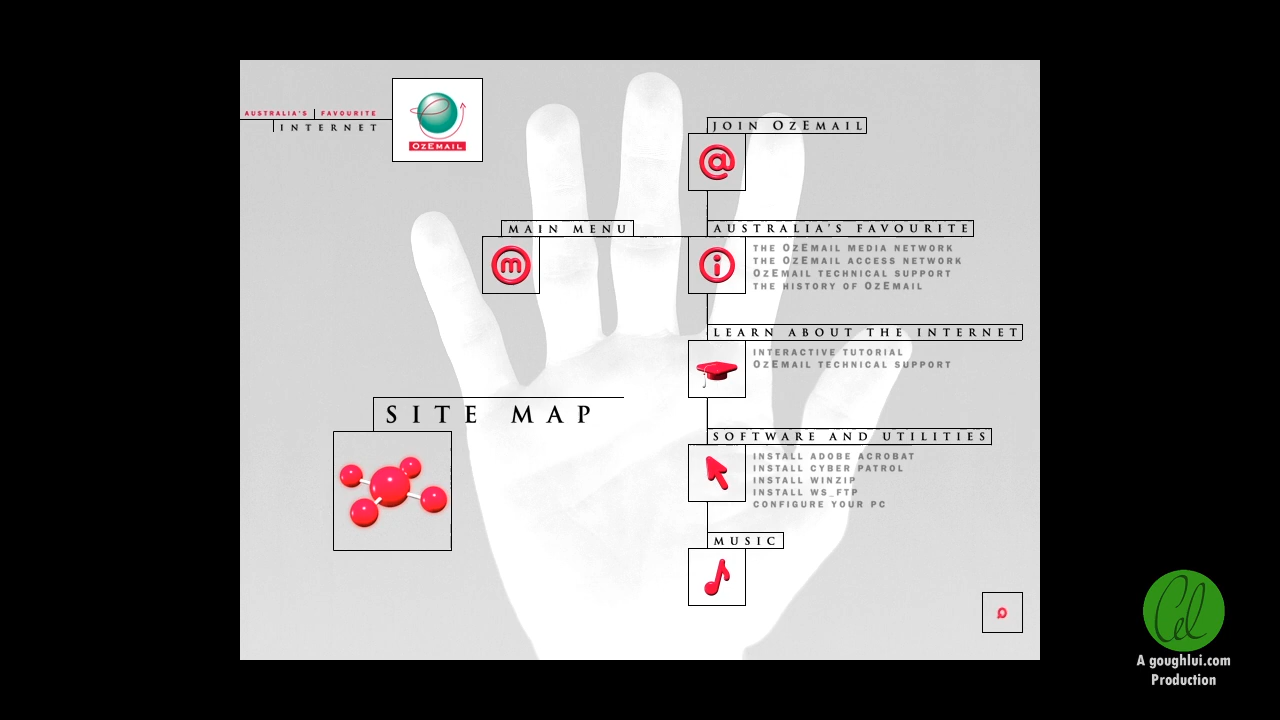 AUSTRALIA'S FAVOURITE
INTERNET
OZEMAIL
JOIN OZEMAIL
@
MAIN MENU
m
AUSTRALIA'S FAVOURITE
i
THE OZEMAIL MEDIA NETWORK
THE OZEMAIL ACCESS NETWORK
OZEMAIL TECHNICAL SUPPORT
THE HISTORY OF OZEMAIL
LEARN ABOUT THE INTERNET
INTERACTIVE TUTORIAL
OZEMAIL TECHNICAL SUPPORT
SITE MAP
SOFTWARE AND UTILITIES
INSTALL ADOBE ACROBAT
INSTALL CYBER PATROL
INSTALL WINZIP
INSTALL WS_FTP
CONFIGURE YOUR PC
MUSIC
A goughlui.com
Production